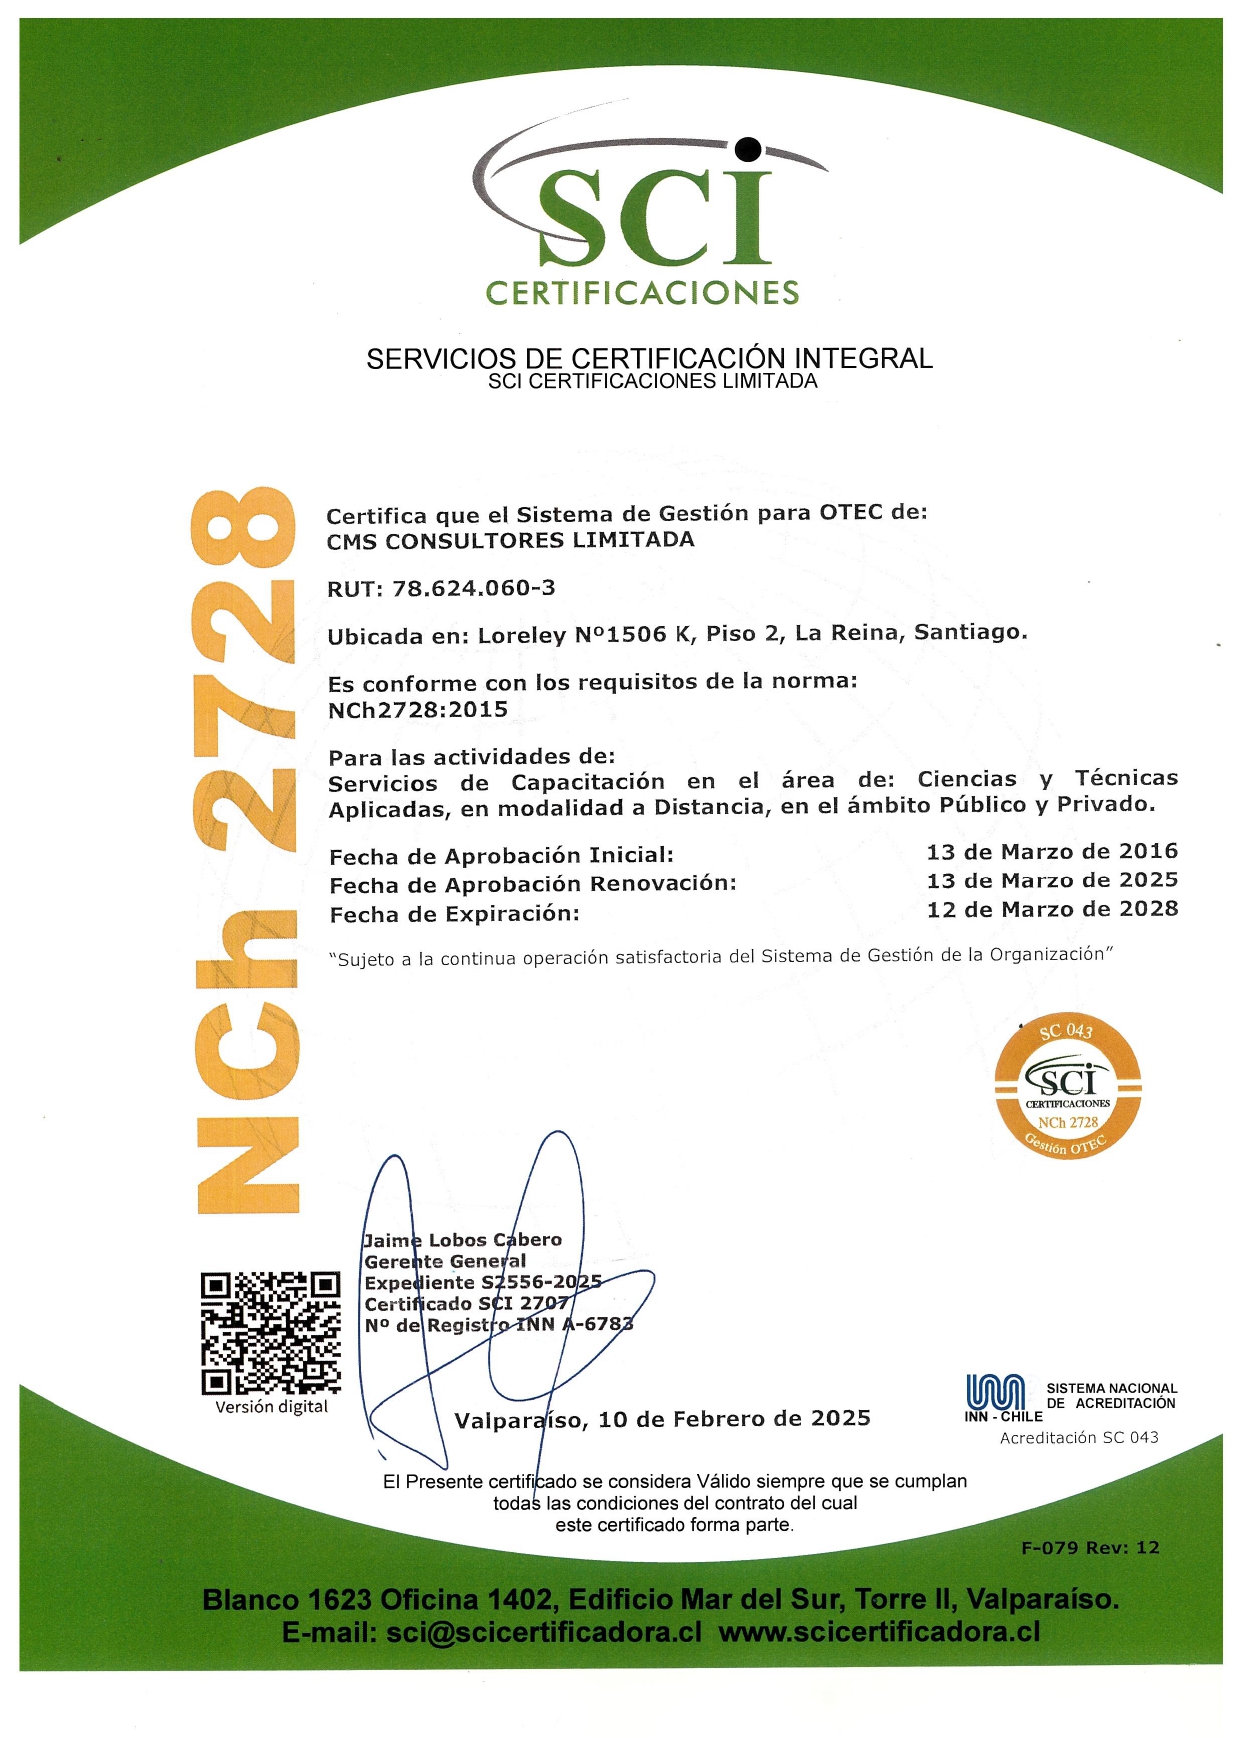 SCI
CERTIFICACIONES
SERVICIOS DE CERTIFICACIÓN INTEGRAL
SCI CERTIFICACIONES LIMITADA
NCh 2728
Certifica que el Sistema de Gestión para OTEC de:
CMS CONSULTORES LIMITADA
RUT: 78.624.060-3
Ubicada en: Loreley Nº1506 K, Piso 2, La Reina, Santiago.
Es conforme con los requisitos de la norma:
NCh2728:2015
Para las actividades de:
Servicios de Capacitación en el área de: Ciencias y Técnicas
Aplicadas, en modalidad a Distancia, en el ámbito Público y Privado.
Fecha de Aprobación Inicial: 13 de Marzo de 2016
Fecha de Aprobación Renovación: 13 de Marzo de 2025
Fecha de Expiración: 12 de Marzo de 2028
“Sujeto a la continua operación satisfactoria del Sistema de Gestión de la Organización”
SC 043
SCI
CERTIFICACIONES
NCh 2728
Gestión OTEC
Jaime Lobos Cabero
Gerente General
Expediente S2556-2025
Certificado SCI 2707
Nº de Registro INN A-6783
Versión digital
Valparaíso, 10 de Febrero de 2025
INN - CHILE
SISTEMA NACIONAL
DE ACREDITACIÓN
Acreditación SC 043
El Presente certificado se considera Válido siempre que se cumplan
todas las condiciones del contrato del cual
este certificado forma parte.
F-079 Rev: 12
Blanco 1623 Oficina 1402, Edificio Mar del Sur, Torre II, Valparaíso.
E-mail: sci@scicertificadora.cl www.scicertificadora.cl